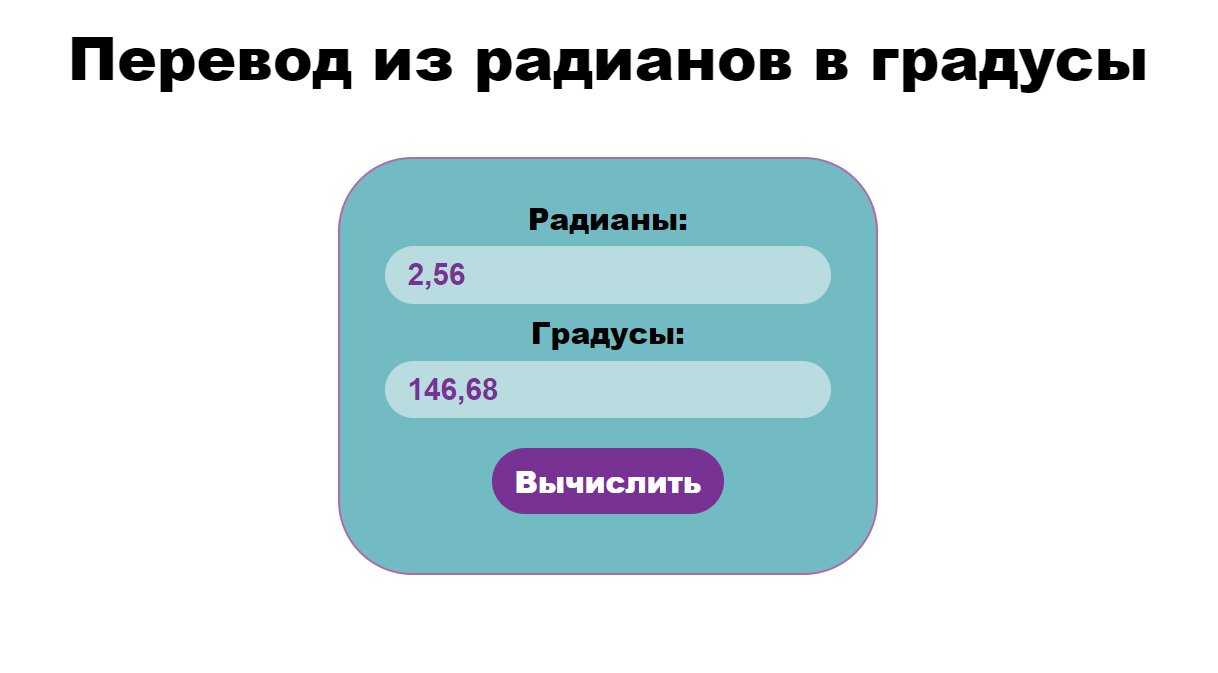 Перевод из радианов в градусы
Радианы:
2,56
Градусы:
146,68
Вычислить